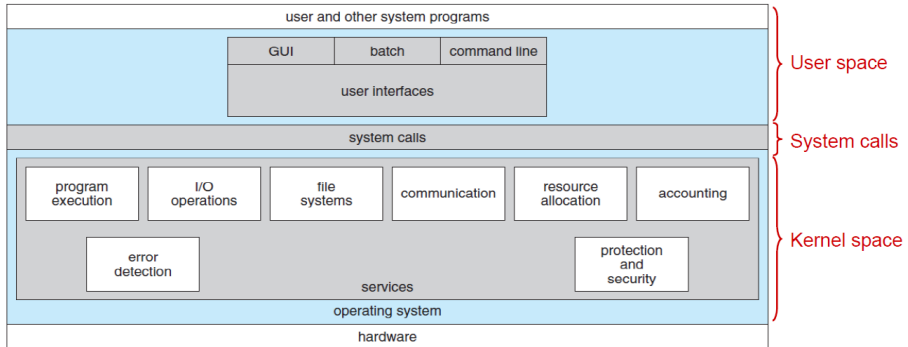 user and other system programs
GUI
batch
command line
user interfaces
User space
system calls
System calls
program
execution
I/O
operations
file
systems
communication
resource
allocation
accounting
error
detection
protection
and
security
services
Kernel space
operating system
hardware